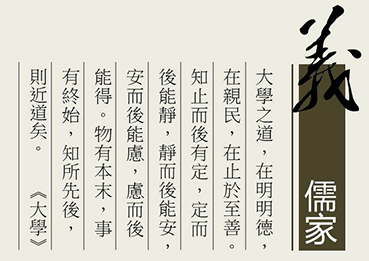 義
儒家
大學之道，在明明德，
在親民，在止於至善。
知止而後有定，定而
後能靜，靜而後能安，
安而後能慮，慮而後
能得。物有本末，事
有終始，知所先後，
則近道矣。　《大學》